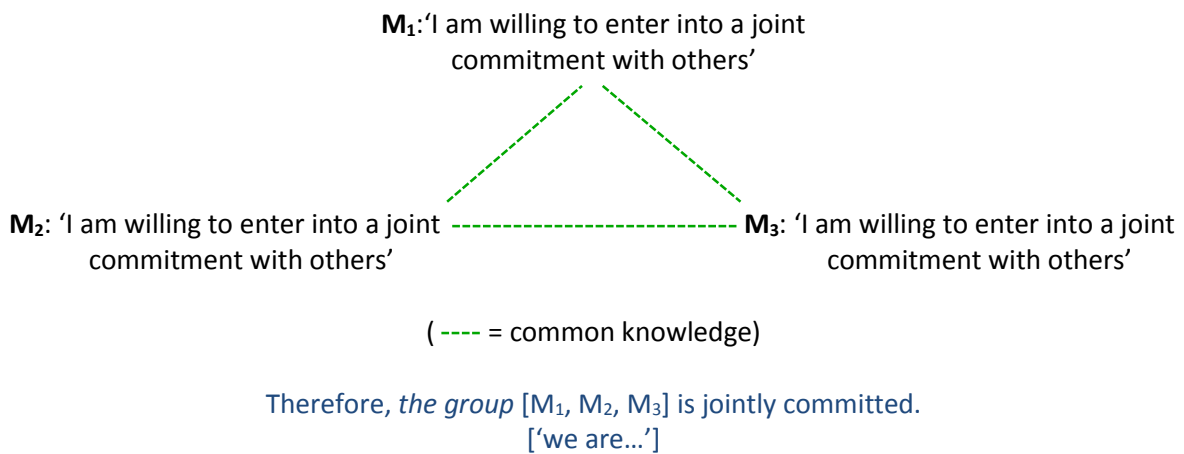 M₁:‘I am willing to enter into a joint
commitment with others’
M₂: ‘I am willing to enter into a joint
commitment with others’
M₃: ‘I am willing to enter into a joint
commitment with others’
( ---- = common knowledge)
Therefore, the group [M₁, M₂, M₃] is jointly committed.
[‘we are…’]